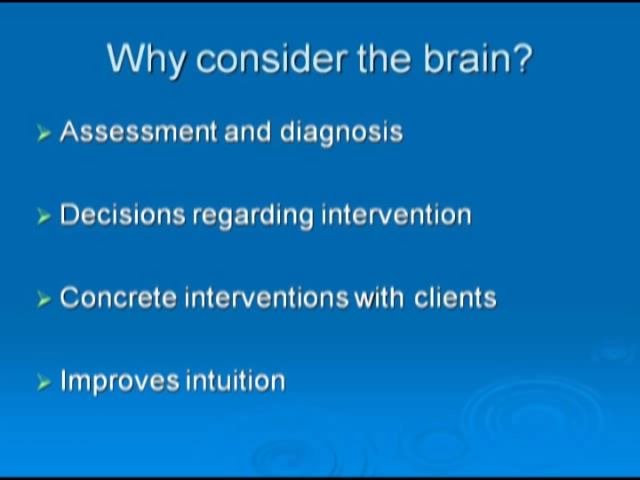 Why consider the brain?
Assessment and diagnosis
Decisions regarding intervention
Concrete interventions with clients
Improves intuition